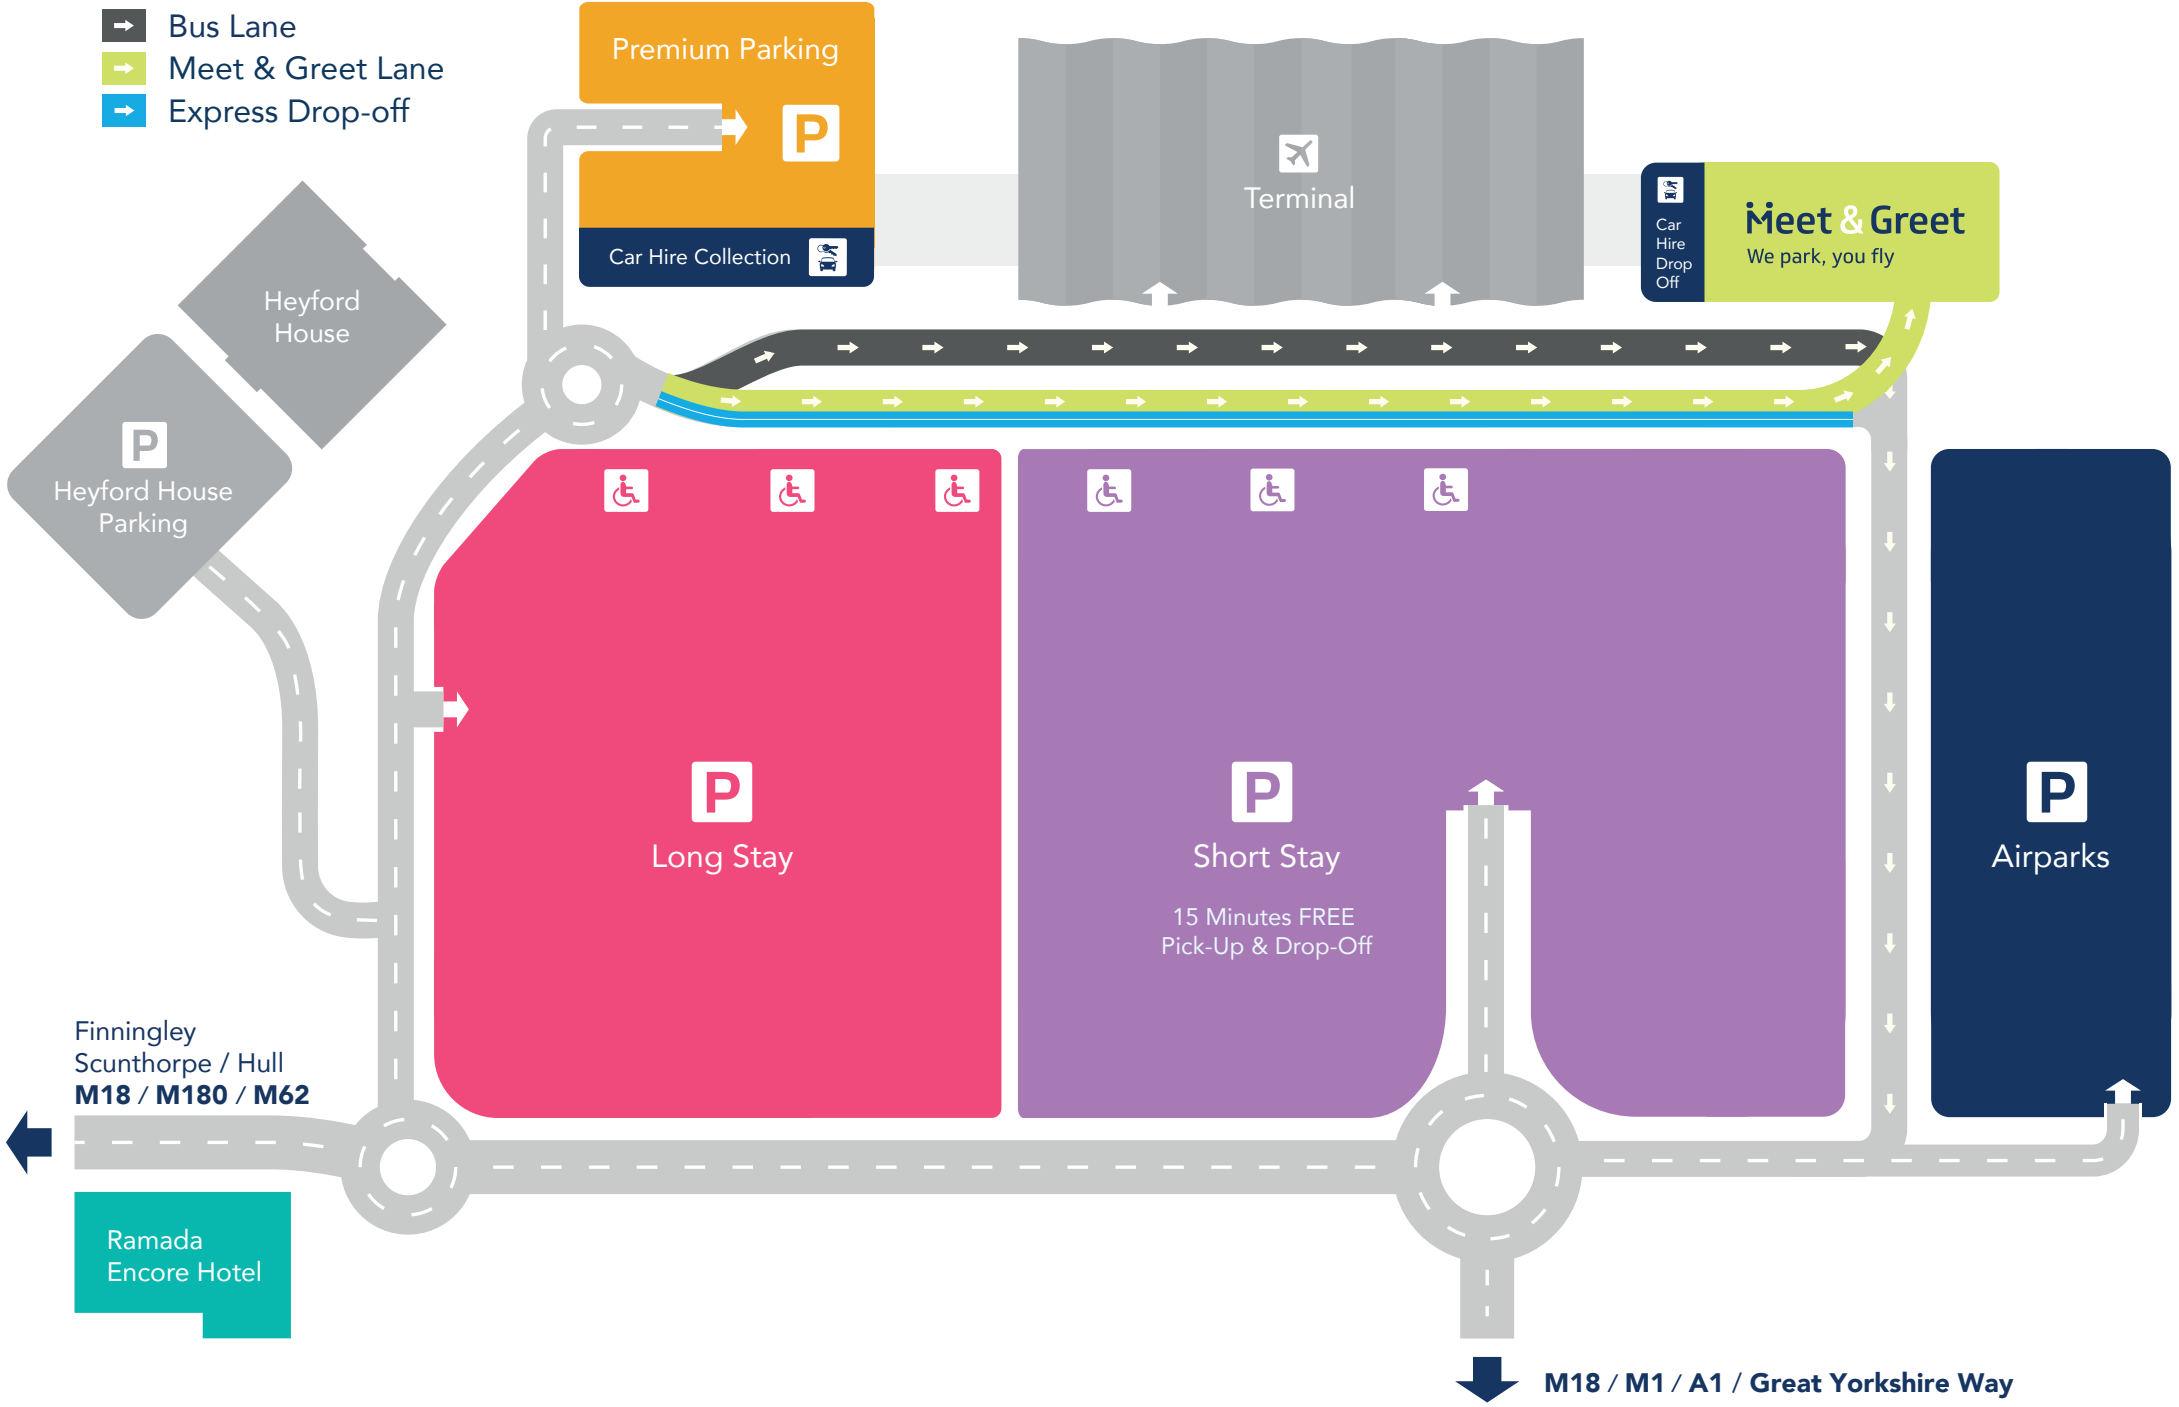 Bus Lane
Meet & Greet Lane
Express Drop-off
Premium Parking
P
Car Hire Collection
Terminal
Car
Hire
Drop
Off
Meet & Greet
We park, you fly
Heyford
House
P
Heyford House
Parking
P
Long Stay
P
Short Stay
15 Minutes FREE
Pick-Up & Drop-Off
P
Airparks
Finningley
Scunthorpe / Hull
M18 / M180 / M62
Ramada
Encore Hotel
M18 / M1 / A1 / Great Yorkshire Way